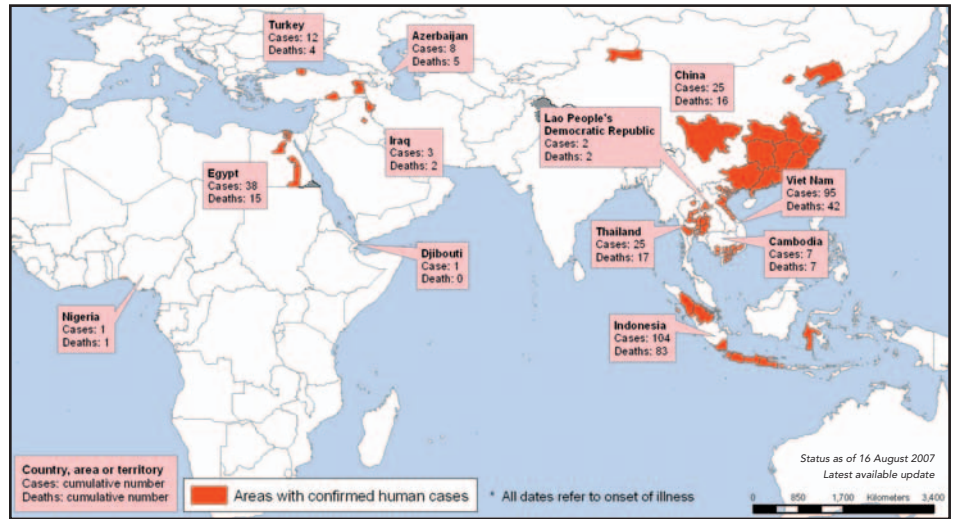 Turkey
Cases: 12
Deaths: 4
Azerbaijan
Cases: 8
Deaths: 5
China
Cases: 25
Deaths: 16
Lao People's
Democratic Republic
Cases: 2
Deaths: 2
Iraq
Cases: 3
Deaths: 2
Egypt
Cases: 38
Deaths: 15
Viet Nam
Cases: 95
Deaths: 42
Thailand
Cases: 25
Deaths: 17
Cambodia
Cases: 7
Deaths: 7
Djibouti
Case: 1
Death: 0
Nigeria
Cases: 1
Deaths: 1
Indonesia
Cases: 104
Deaths: 83
Status as of 16 August 2007
Latest available update
Country, area or territory
Cases: cumulative number
Deaths: cumulative number
Areas with confirmed human cases
* All dates refer to onset of illness
0 850 1,700 Kilometers 3,400